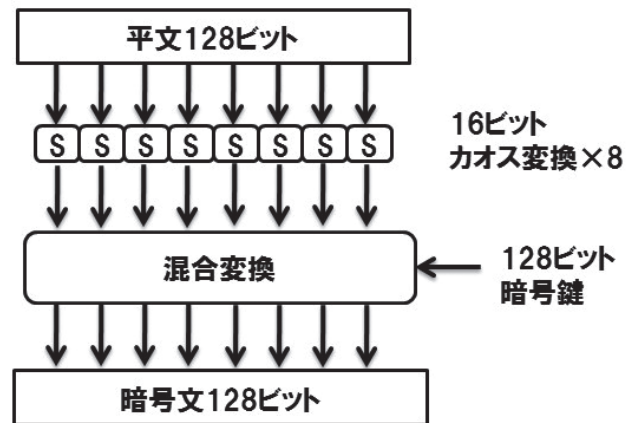 平文128ビット
S S S S S S S S
16ビット
カオス変換×8
混合変換
128ビット
暗号鍵
暗号文128ビット